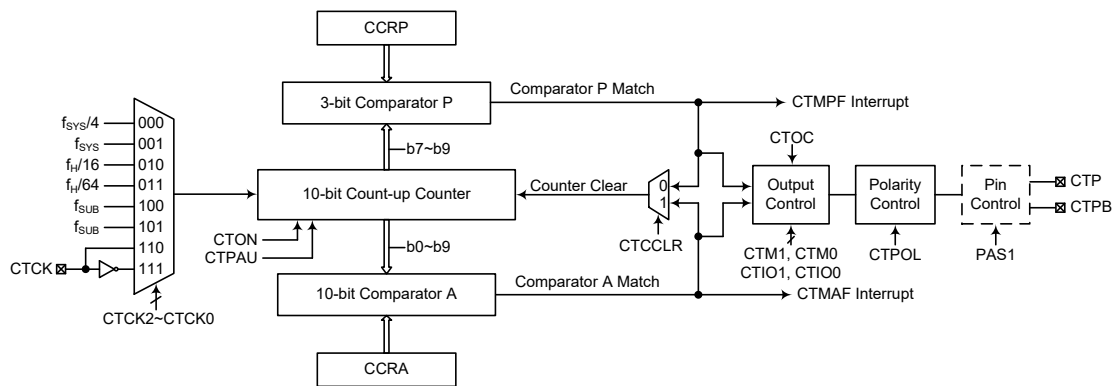 CCRP
3-bit Comparator P
Comparator P Match
CTMPF Interrupt
b7~b9
fSYS/4
fSYS
fH/16
fH/64
fSUB
fSUB
CTCK
000
001
010
011
100
101
110
111
CTCK2~CTCK0
10-bit Count-up Counter
CTON
CTPAU
Counter Clear
0
1
CTCCLR
CTOC
Output
Control
CTM1, CTM0
CTIO1, CTIO0
Polarity
Control
CTPOL
Pin
Control
PAS1
CTP
CTPB
b0~b9
10-bit Comparator A
Comparator A Match
CTMAF Interrupt
CCRA